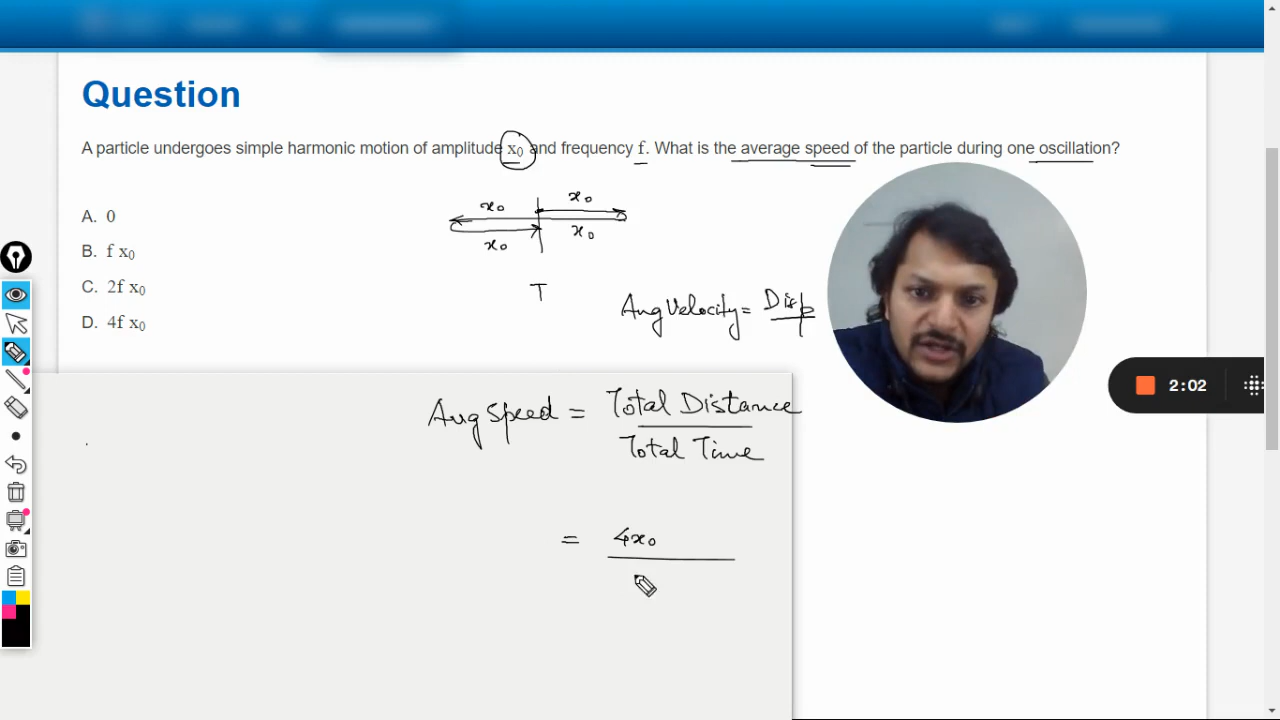 Question
A particle undergoes simple harmonic motion of amplitude x₀ and frequency f. What is the average speed of the particle during one oscillation?
x₀ x₀
x₀ x₀
A. 0
B. f x₀
C. 2f x₀
D. 4f x₀
T
Avg Velocity = Disp
2:02
Avg Speed = Total Distance
Total Time
= 4x₀